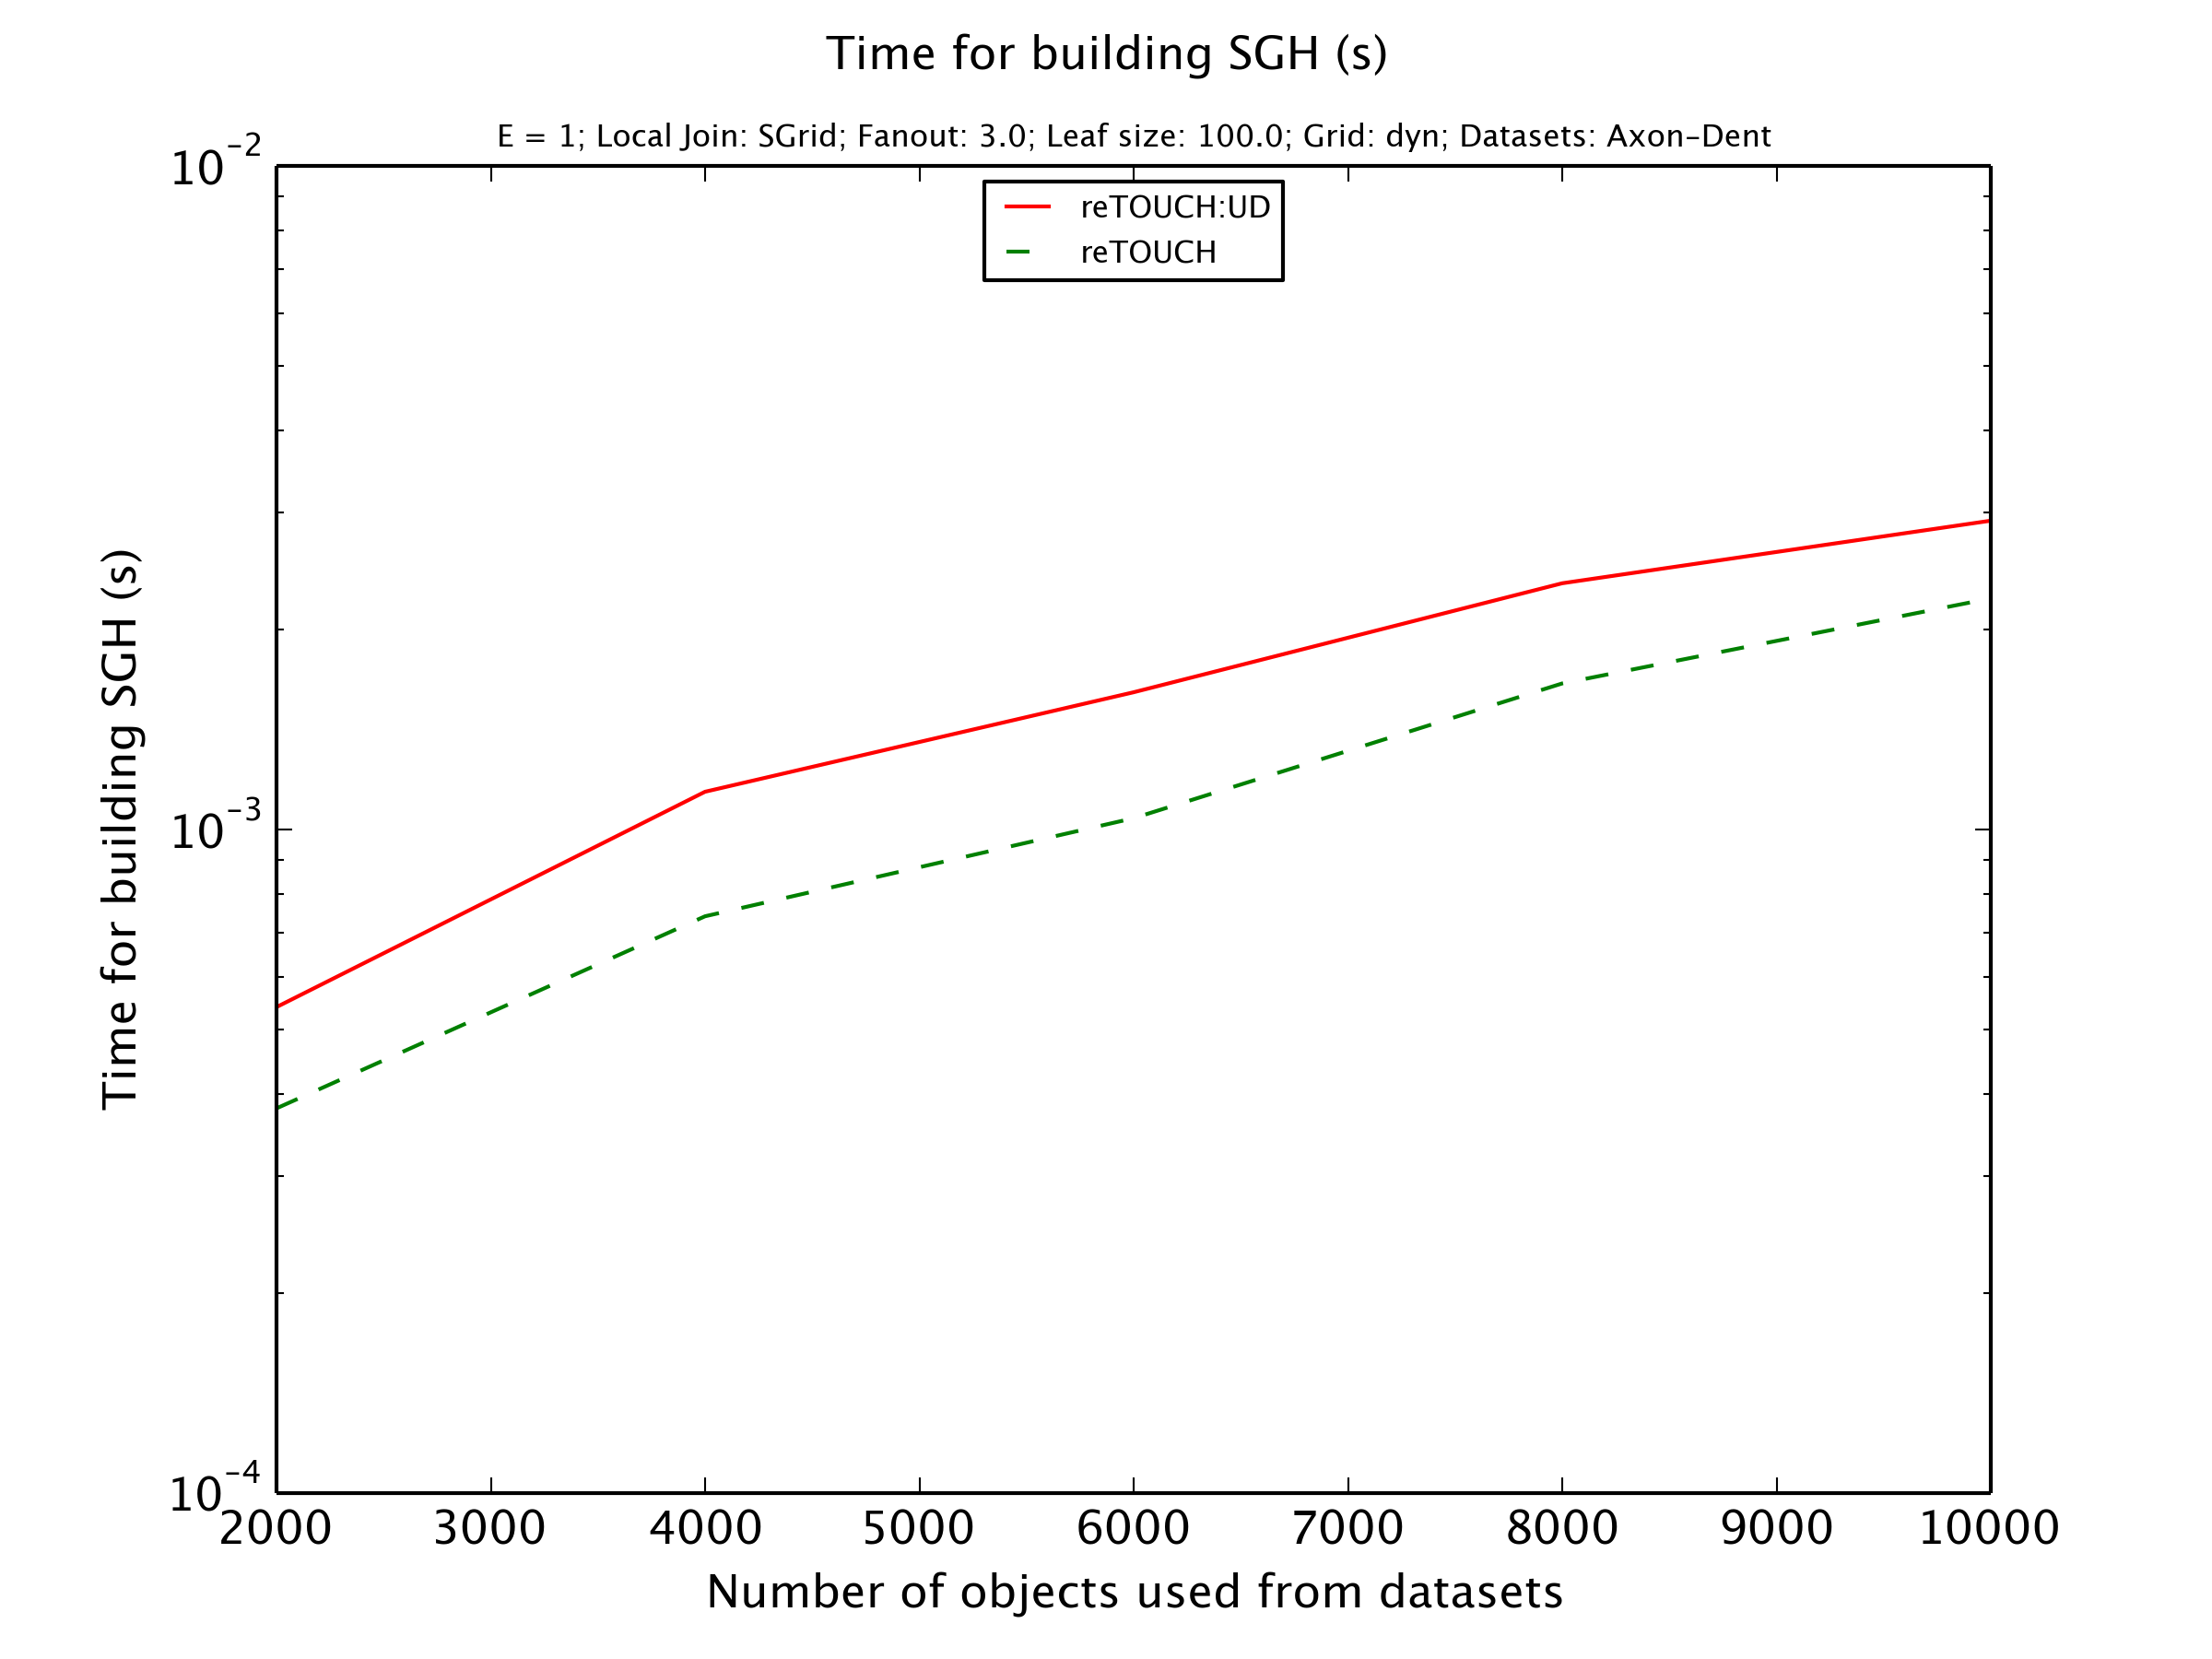 Time for building SGH (s)
E = 1; Local Join: SGrid; Fanout: 3.0; Leaf size: 100.0; Grid: dyn; Datasets: Axon-Dent
10⁻²
reTOUCH:UD
reTOUCH
Time for building SGH (s)
10⁻³
10⁻⁴
2000 3000 4000 5000 6000 7000 8000 9000 10000
Number of objects used from datasets